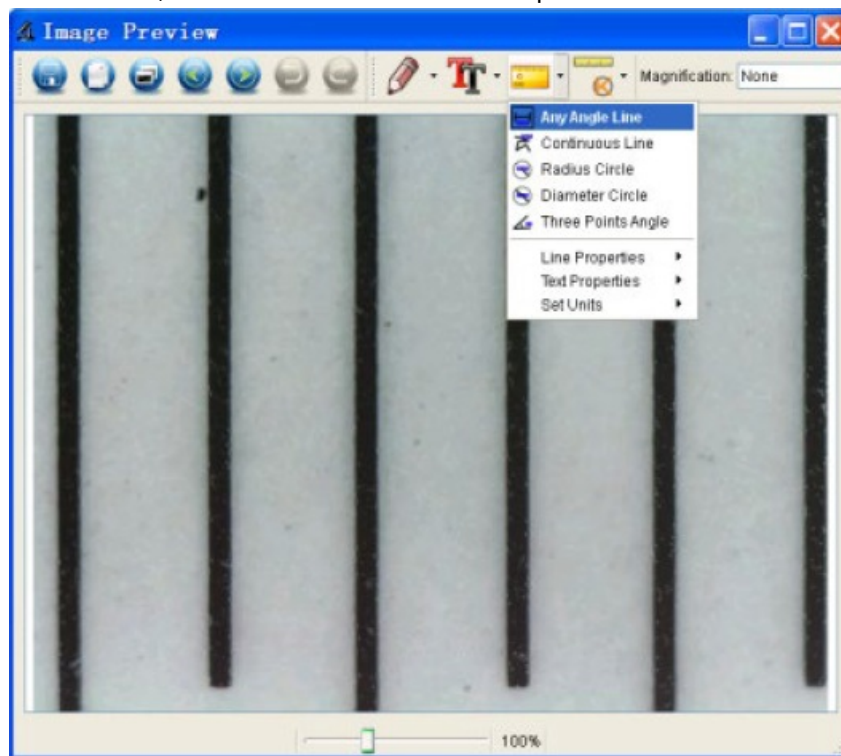 Image Preview
Magnification: None
Any Angle Line
Continuous Line
Radius Circle
Diameter Circle
Three Points Angle
Line Properties
Text Properties
Set Units
100%